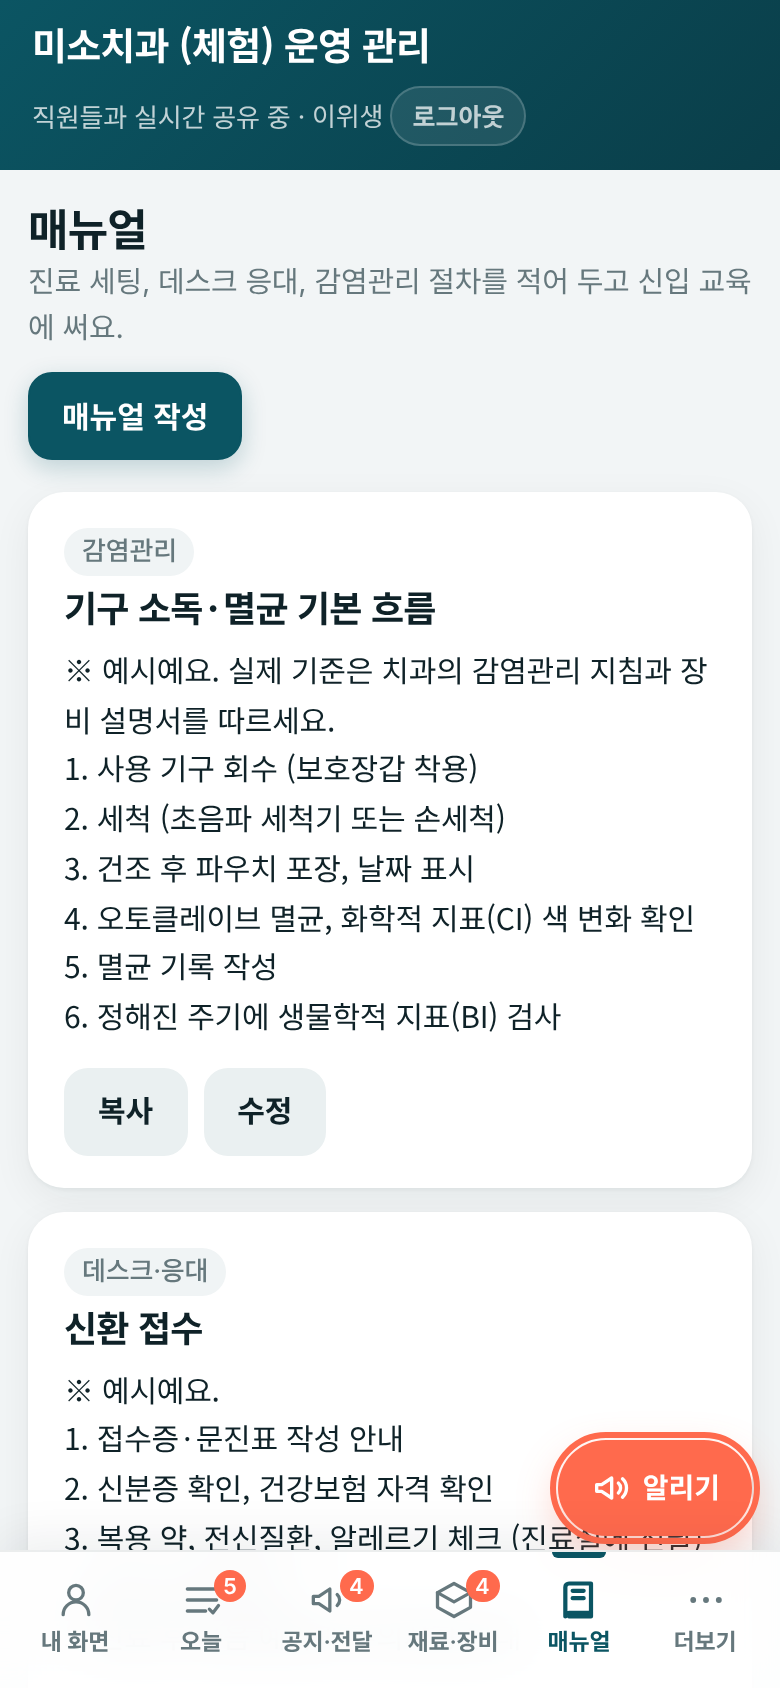 미소치과 (체험) 운영 관리
직원들과 실시간 공유 중 · 이위생 로그아웃
매뉴얼
진료 세팅, 데스크 응대, 감염관리 절차를 적어 두고 신입 교육
에 써요.
매뉴얼 작성
감염관리
기구 소독·멸균 기본 흐름
※ 예시예요. 실제 기준은 치과의 감염관리 지침과 장
비 설명서를 따르세요.
1. 사용 기구 회수 (보호장갑 착용)
2. 세척 (초음파 세척기 또는 손세척)
3. 건조 후 파우치 포장, 날짜 표시
4. 오토클레이브 멸균, 화학적 지표(CI) 색 변화 확인
5. 멸균 기록 작성
6. 정해진 주기에 생물학적 지표(BI) 검사
복사 수정
데스크·응대
신환 접수
※ 예시예요.
1. 접수증·문진표 작성 안내
2. 신분증 확인, 건강보험 자격 확인
알리기
3. 복용 약, 전신질환, 알레르기 체크 (진료실에
5 4 4
내 화면 오늘 공지·전달 재료·장비 매뉴얼 더보기